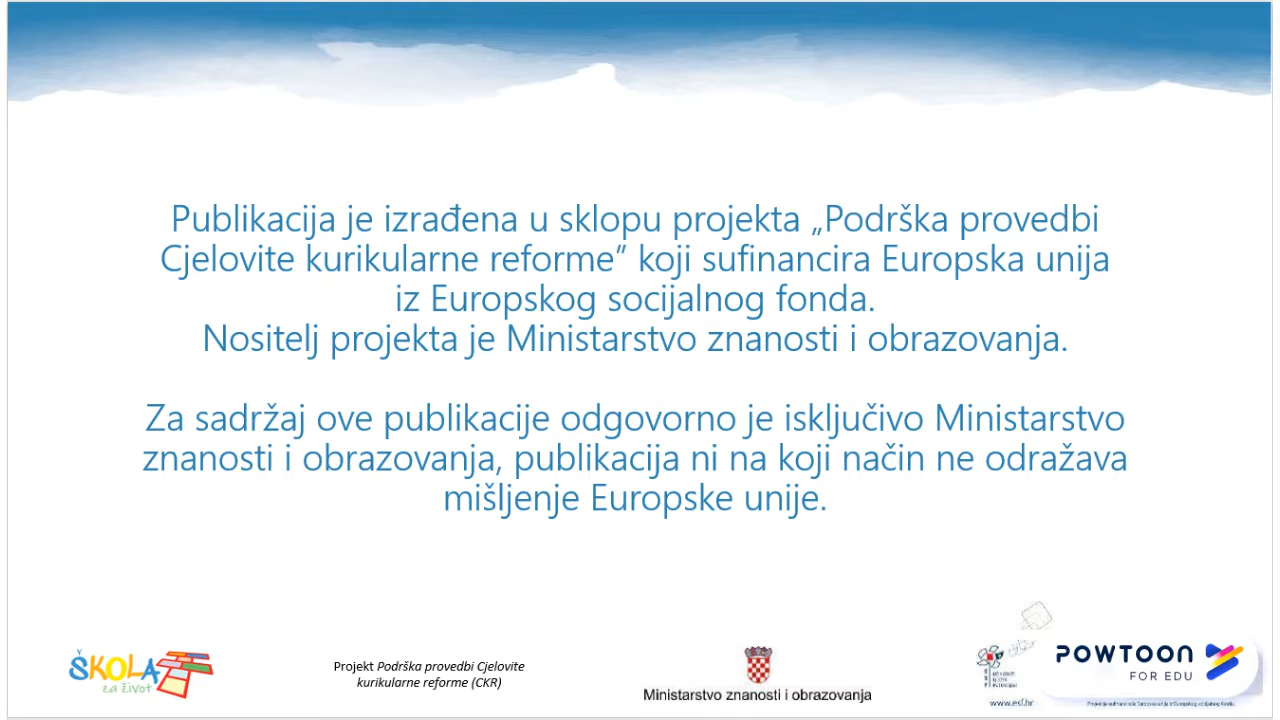 Publikacija je izrađena u sklopu projekta „Podrška provedbi
Cjelovite kurikularne reforme” koji sufinancira Europska unija
iz Europskog socijalnog fonda.
Nositelj projekta je Ministarstvo znanosti i obrazovanja.
Za sadržaj ove publikacije odgovorno je isključivo Ministarstvo
znanosti i obrazovanja, publikacija ni na koji način ne odražava
mišljenje Europske unije.
ŠKOLA
za život
Projekt Podrška provedbi Cjelovite
kurikularne reforme (CKR)
Ministarstvo znanosti i obrazovanja
www.esf.hr
POWTOON
FOR EDU